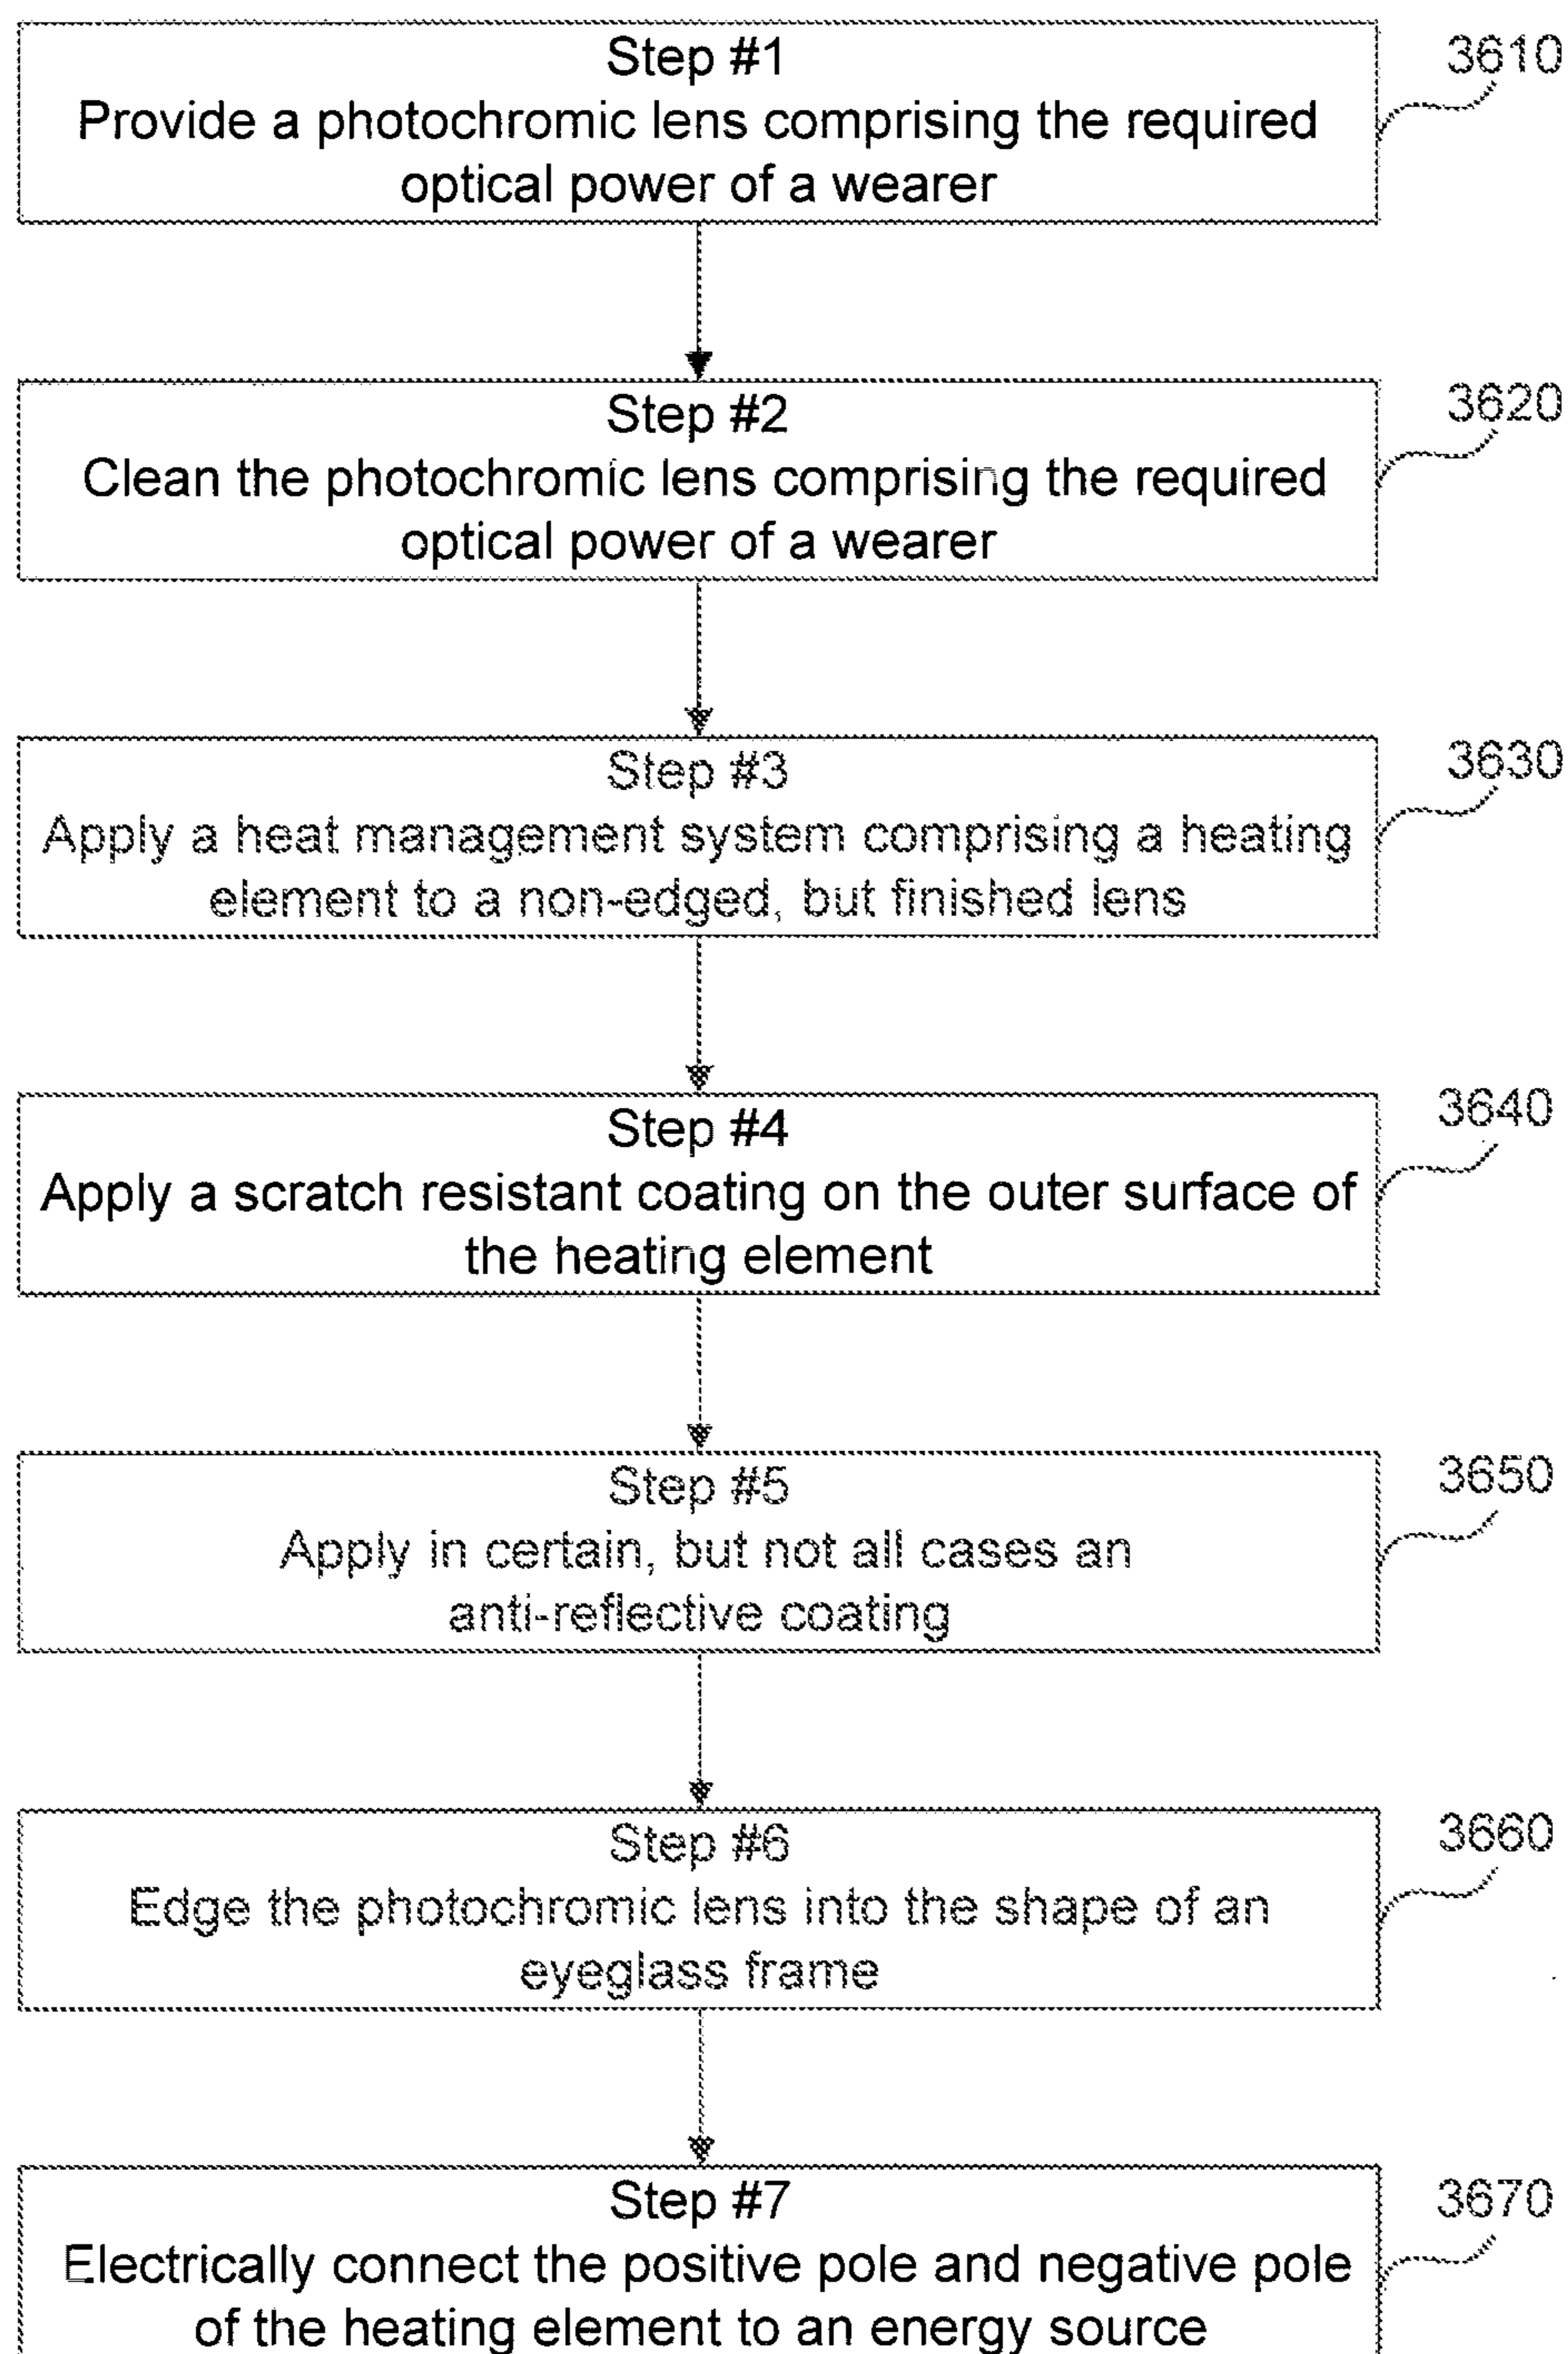 Step #1
3610
Provide a photochromic lens comprising the required
optical power of a wearer
Step #2
3620
Clean the photochromic lens comprising the required
optical power of a wearer
Step #3
3630
Apply a heat management system comprising a heating
element to a non-edged, but finished lens
Step #4
3640
Apply a scratch resistant coating on the outer surface of
the heating element
Step #5
3650
Apply in certain, but not all cases an
anti-reflective coating
Step #6
3660
Edge the photochromic lens into the shape of an
eyeglass frame
Step #7
3670
Electrically connect the positive pole and negative pole
of the heating element to an energy source